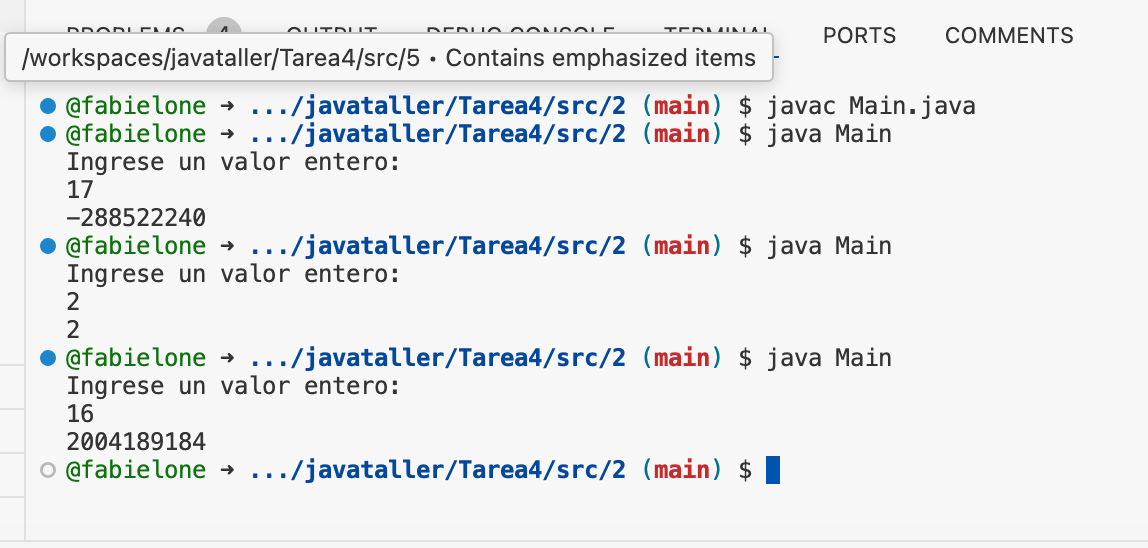 PROBLEMS 4 OUTPUT DEBUG CONSOLE TERMINAL PORTS COMMENTS
/workspaces/javataller/Tarea4/src/5 • Contains emphasized items
@fabielone → .../javataller/Tarea4/src/2 (main) $ javac Main.java
@fabielone → .../javataller/Tarea4/src/2 (main) $ java Main
Ingrese un valor entero:
17
-288522240
@fabielone → .../javataller/Tarea4/src/2 (main) $ java Main
Ingrese un valor entero:
2
2
@fabielone → .../javataller/Tarea4/src/2 (main) $ java Main
Ingrese un valor entero:
16
2004189184
@fabielone → .../javataller/Tarea4/src/2 (main) $